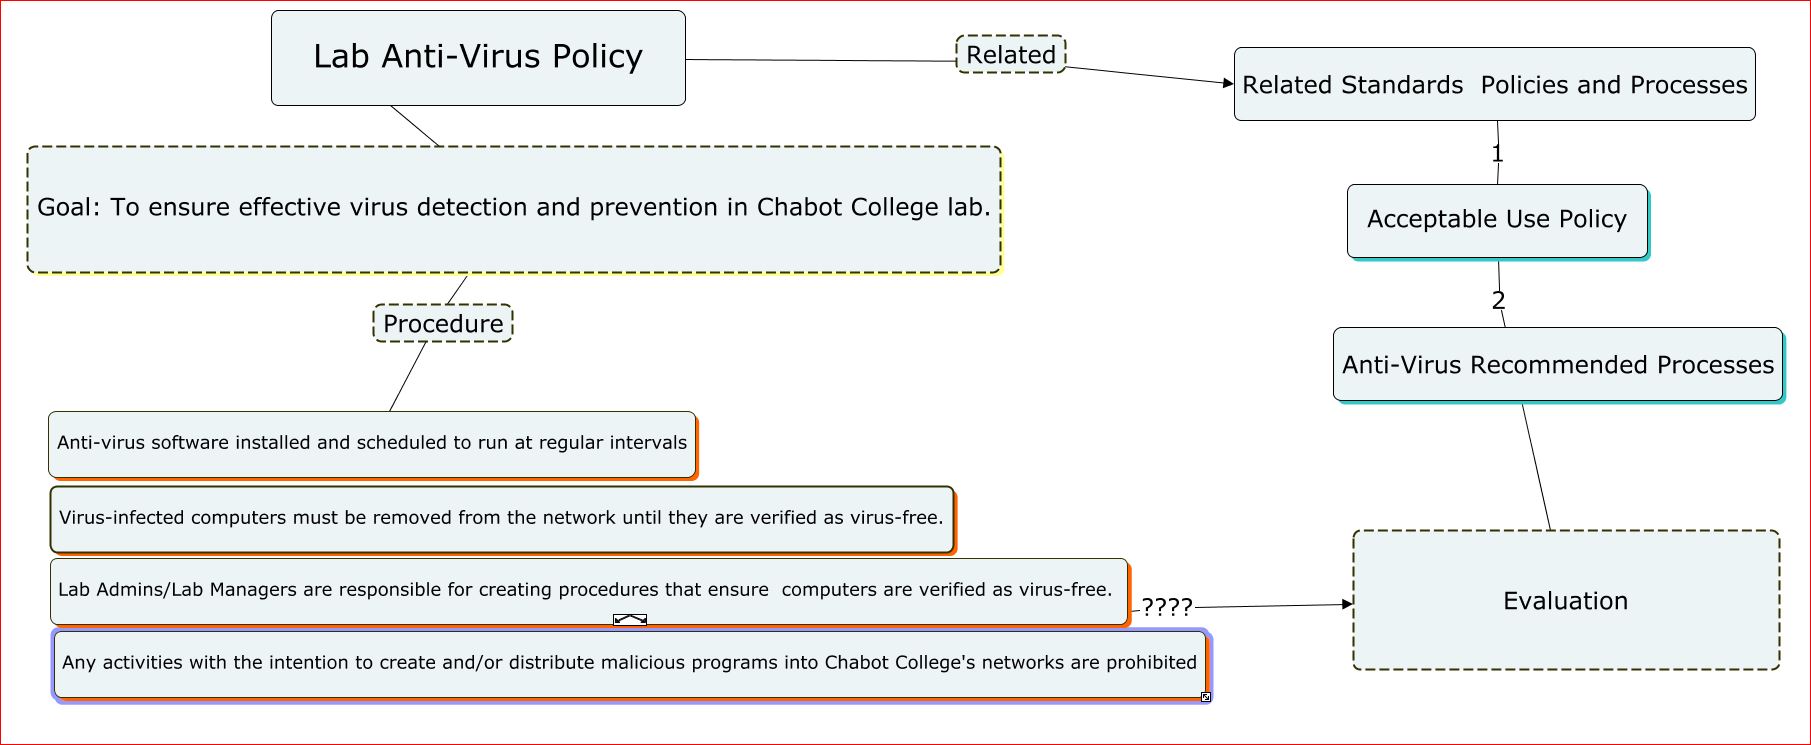 Lab Anti-Virus Policy
Related
Related Standards  Policies and Processes
1
Goal: To ensure effective virus detection and prevention in Chabot College lab.
Acceptable Use Policy
2
Procedure
Anti-Virus Recommended Processes
Anti-virus software installed and scheduled to run at regular intervals
Virus-infected computers must be removed from the network until they are verified as virus-free.
Lab Admins/Lab Managers are responsible for creating procedures that ensure  computers are verified as virus-free.
????
Evaluation
Any activities with the intention to create and/or distribute malicious programs into Chabot College's networks are prohibited